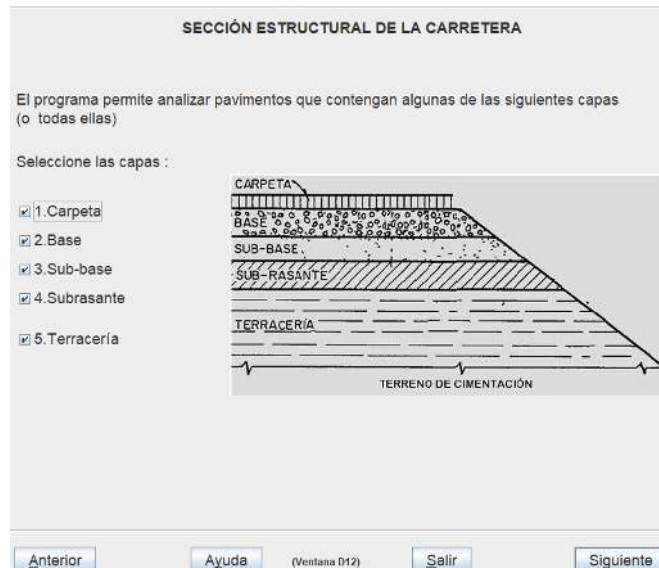 SECCIÓN ESTRUCTURAL DE LA CARRETERA
El programa permite analizar pavimentos que contengan algunas de las siguientes capas
(o todas ellas)
Seleccione las capas :
1.Carpeta
2.Base
3.Sub-base
4.Subrasante
5.Terracería
CARPETA
BASE
SUB-BASE
SUB-RASANTE
TERRACERÍA
TERRENO DE CIMENTACIÓN
Anterior
Ayuda
(Ventana D12)
Salir
Siguiente